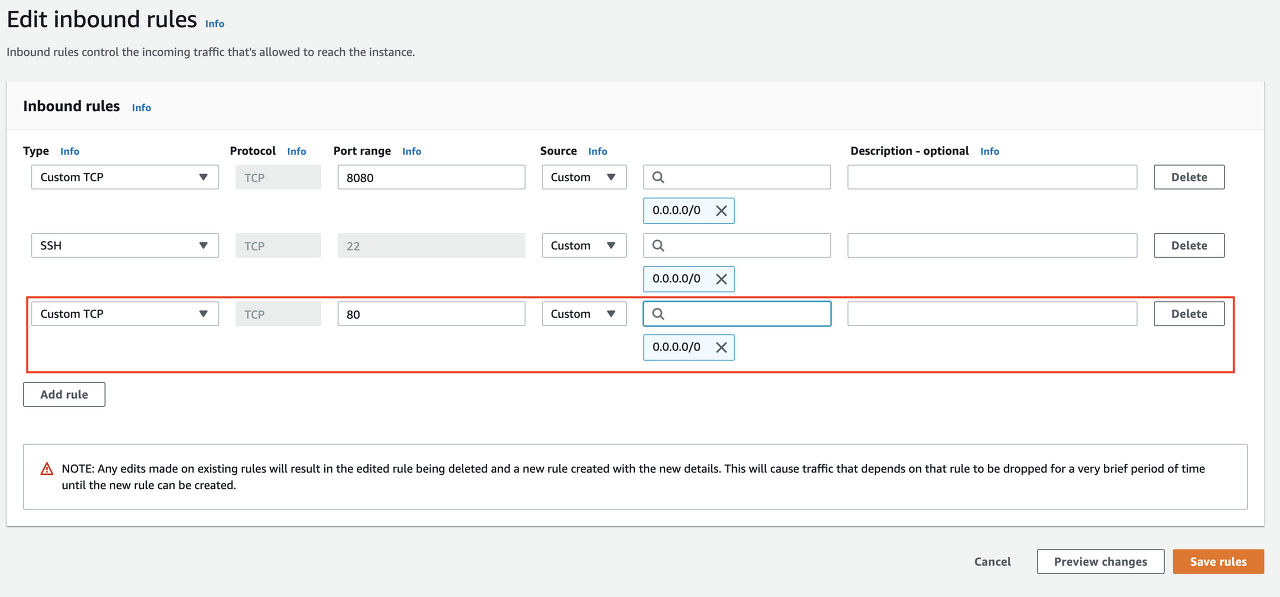 Edit inbound rules Info
Inbound rules control the incoming traffic that's allowed to reach the instance.
Inbound rules Info
Type Info Protocol Info Port range Info Source Info Description - optional Info
Custom TCP TCP 8080 Custom Delete
0.0.0.0/0
SSH TCP 22 Custom Delete
0.0.0.0/0
Custom TCP TCP 80 Custom Delete
0.0.0.0/0
Add rule
NOTE: Any edits made on existing rules will result in the edited rule being deleted and a new rule created with the new details. This will cause traffic that depends on that rule to be dropped for a very brief period of time
until the new rule can be created.
Cancel Preview changes Save rules